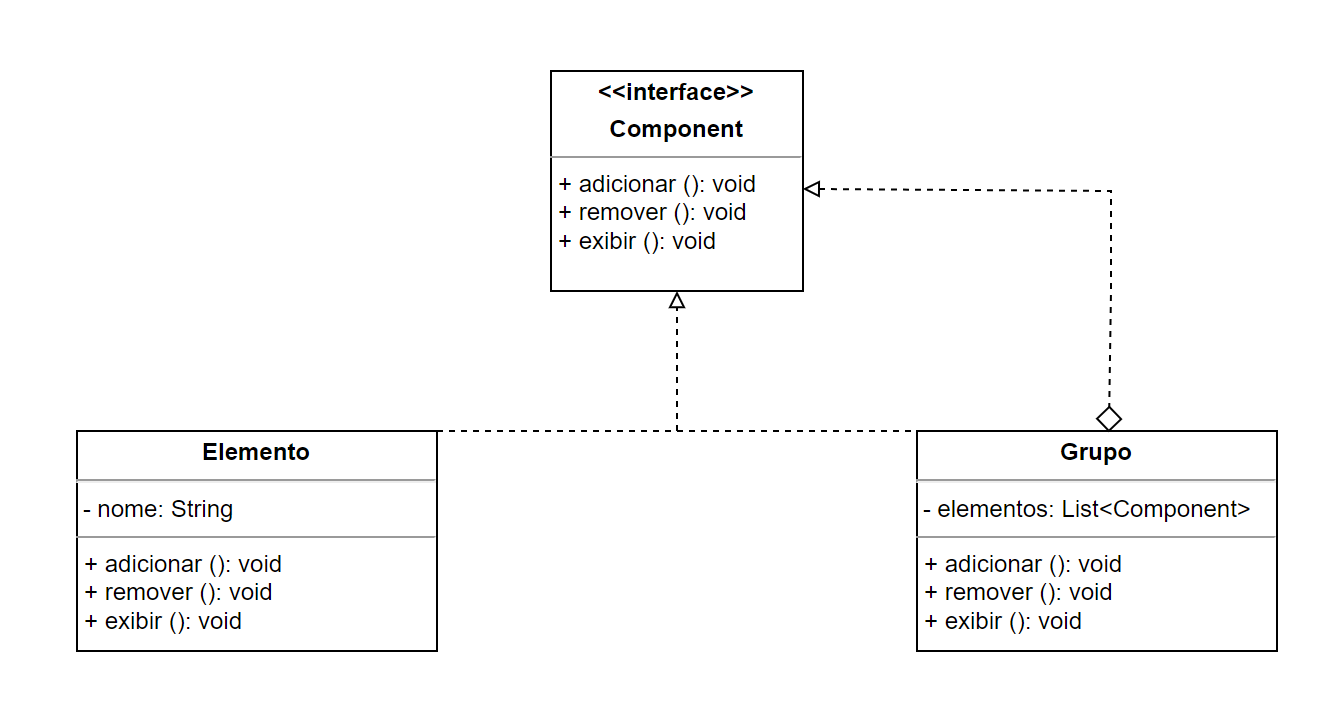 <<interface>>
Component
+ adicionar (): void
+ remover (): void
+ exibir (): void
Elemento
- nome: String
+ adicionar (): void
+ remover (): void
+ exibir (): void
Grupo
- elementos: List<Component>
+ adicionar (): void
+ remover (): void
+ exibir (): void